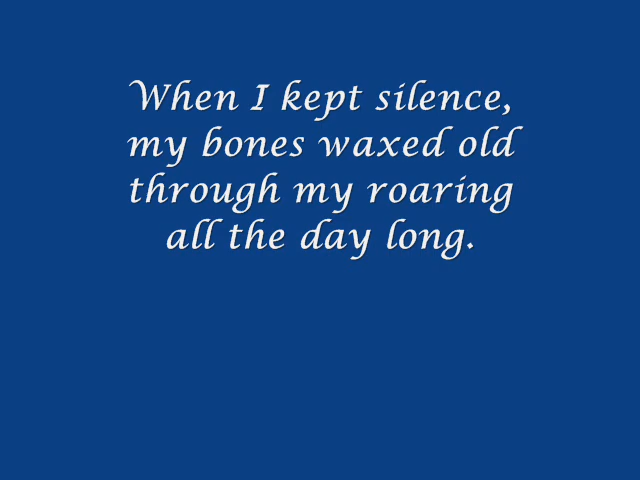 When I kept silence,
my bones waxed old
through my roaring
all the day long.